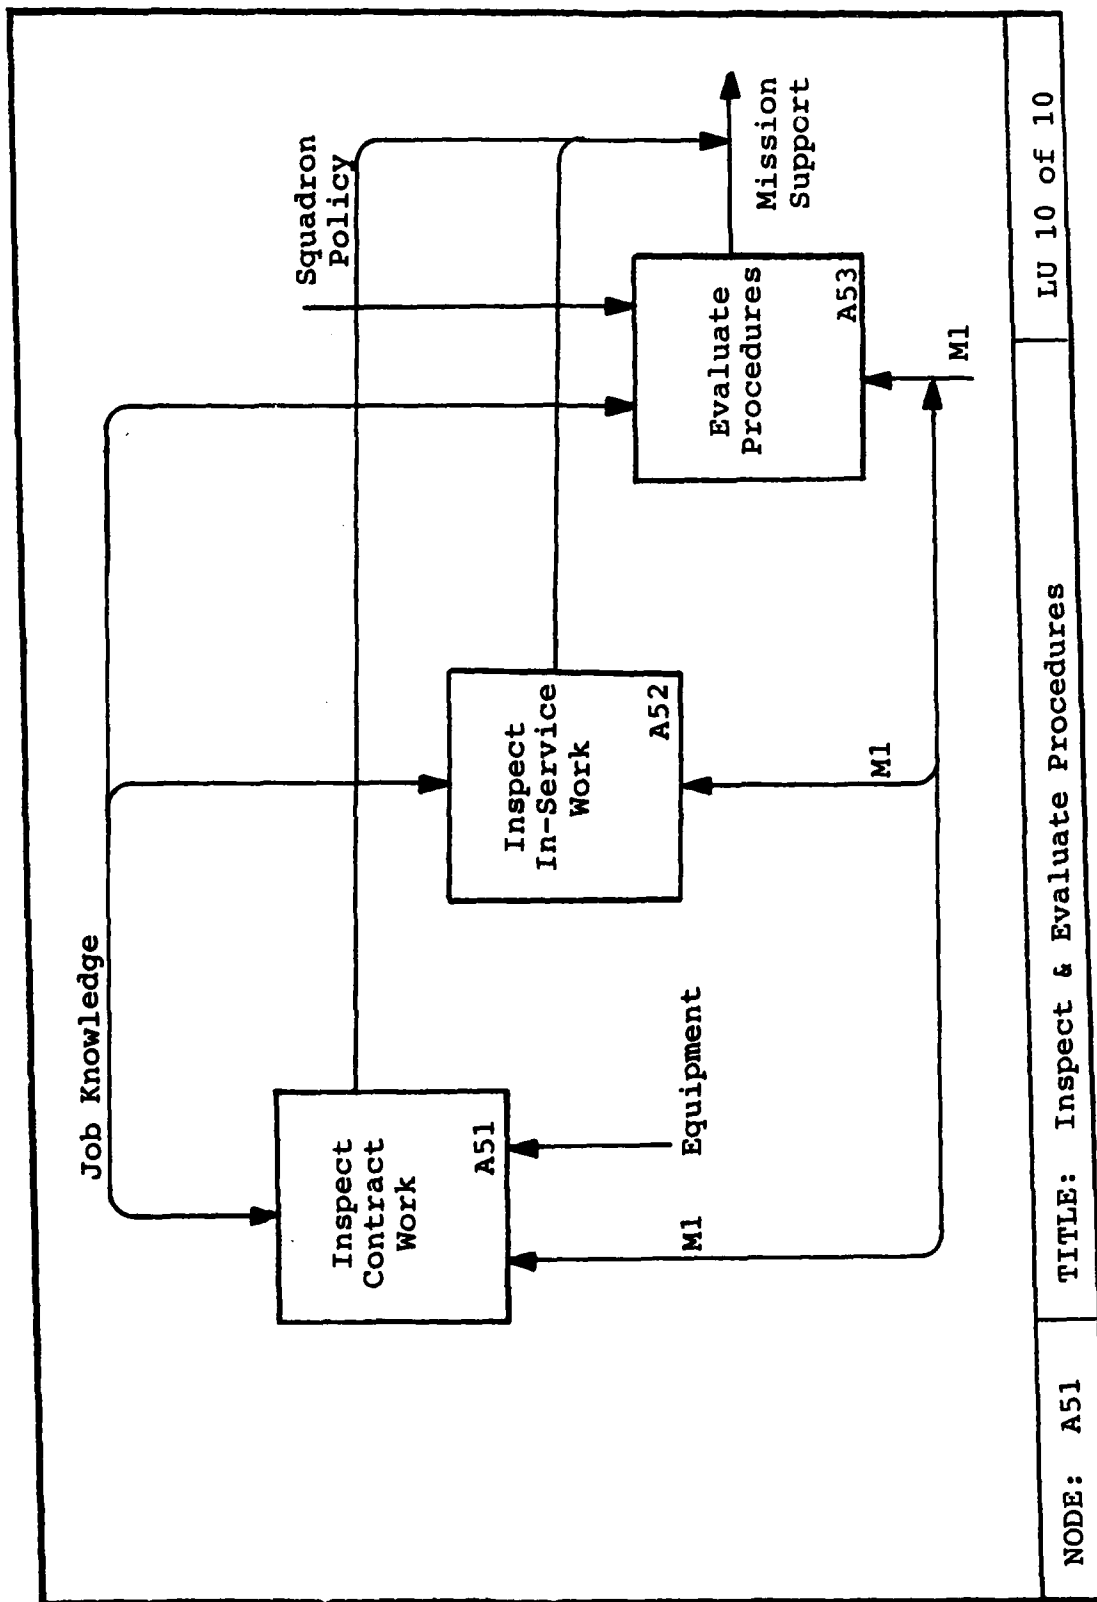 Job Knowledge
Squadron
Policy
Inspect
Contract
Work
A51
Inspect
In-Service
Work
A52
Evaluate
Procedures
A53
Mission
Support
M1
Equipment
M1
M1
NODE: A51
TITLE: Inspect & Evaluate Procedures
LU 10 of 10